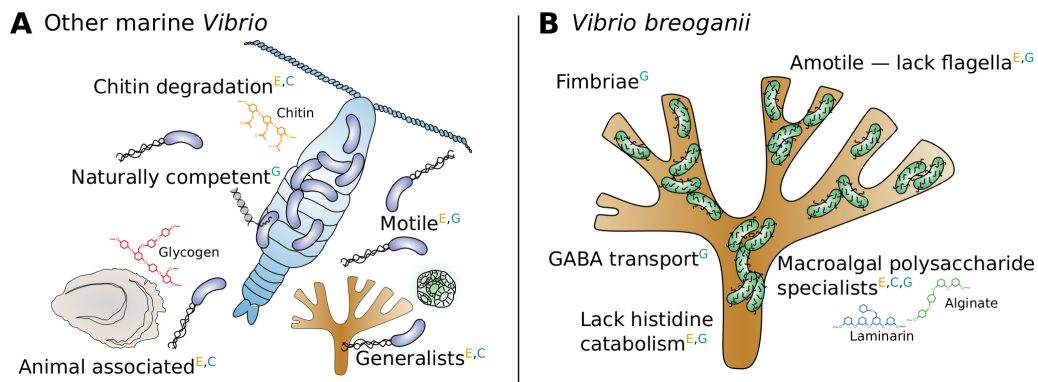 A Other marine Vibrio
Chitin degradation^E,C
Chitin
Naturally competent^G
Motile^E,G
Glycogen
Animal associated^E,C
Generalists^E,C
B Vibrio breoganii
Fimbriae^G
Amotile — lack flagella^E,G
GABA transport^G
Macroalgal polysaccharide
specialists^E,C,G
Alginate
Laminarin
Lack histidine
catabolism^E,G